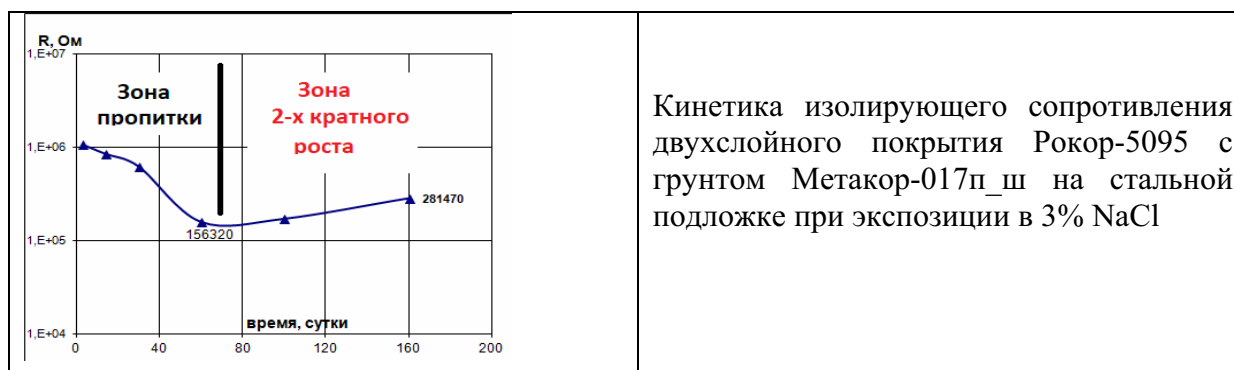 R, Ом
1,E+07
Зона
пропитки
Зона
2-х кратного
роста
1,E+06
281470
156320
1,E+05
время, сутки
1,E+04
0 40 80 120 160 200
Кинетика изолирующего сопротивления
двухслойного покрытия Рокор-5095 с
грунтом Метакор-017п_ш на стальной
подложке при экспозиции в 3% NaCl